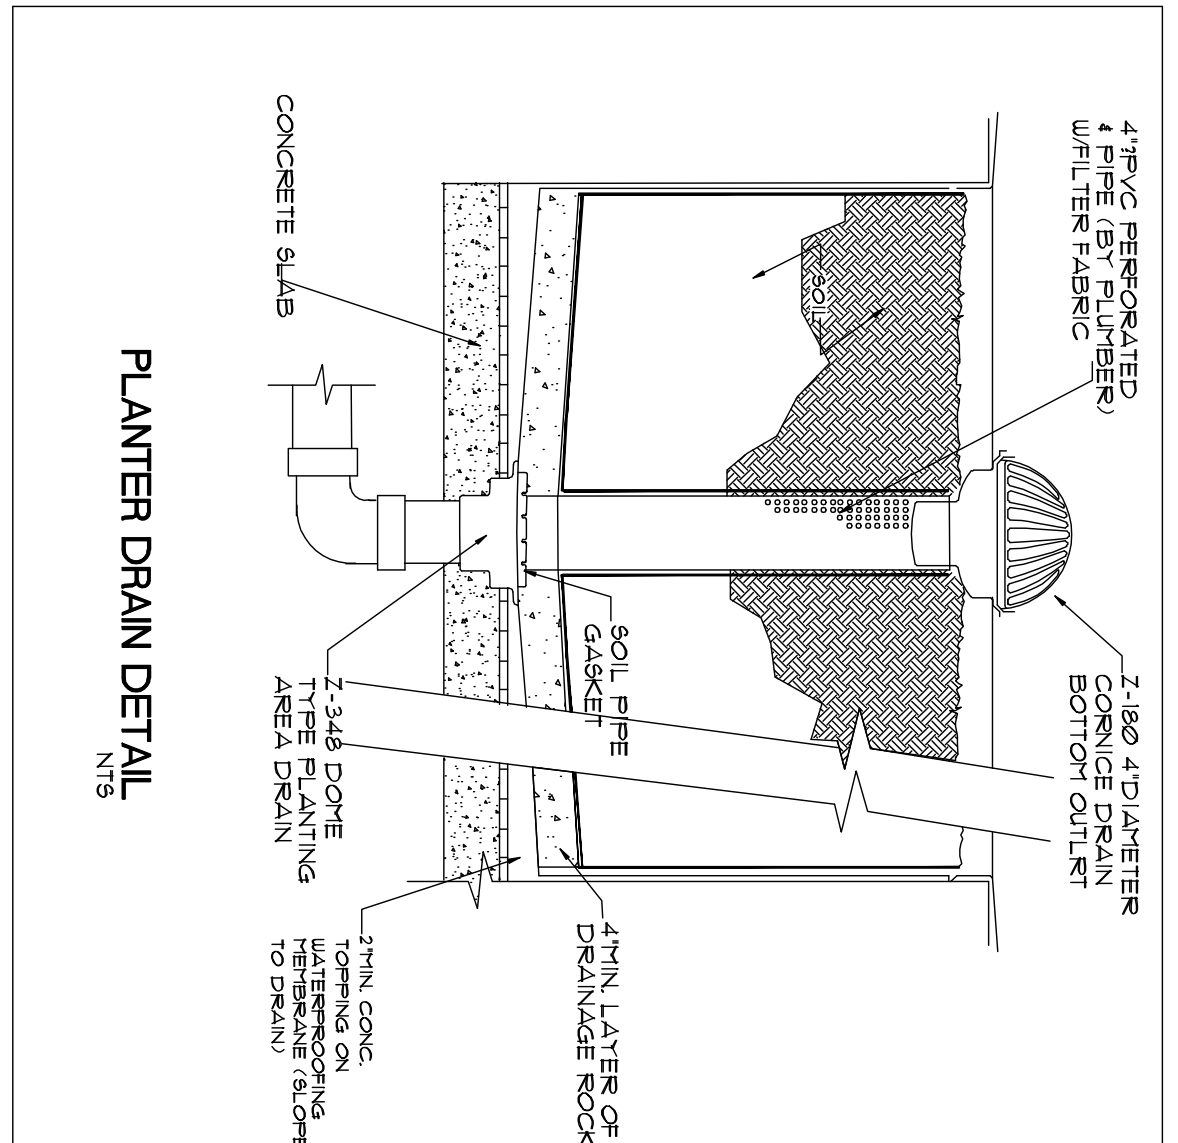 4"?PVC PERFORATED
& PIPE (BY PLUMBER)
W/FILTER FABRIC
Z-180 4"DIAMETER
CORNICE DRAIN
BOTTOM OUTLRT
SOIL
SOIL PIPE
GASKET
4"MIN. LAYER OF
DRAINAGE ROCK
CONCRETE SLAB
Z-348 DOME
TYPE PLANTING
AREA DRAIN
2"MIN. CONC.
TOPPING ON
WATERPROOFING
MEMBRANE (SLOPE
TO DRAIN)
PLANTER DRAIN DETAIL
NTS